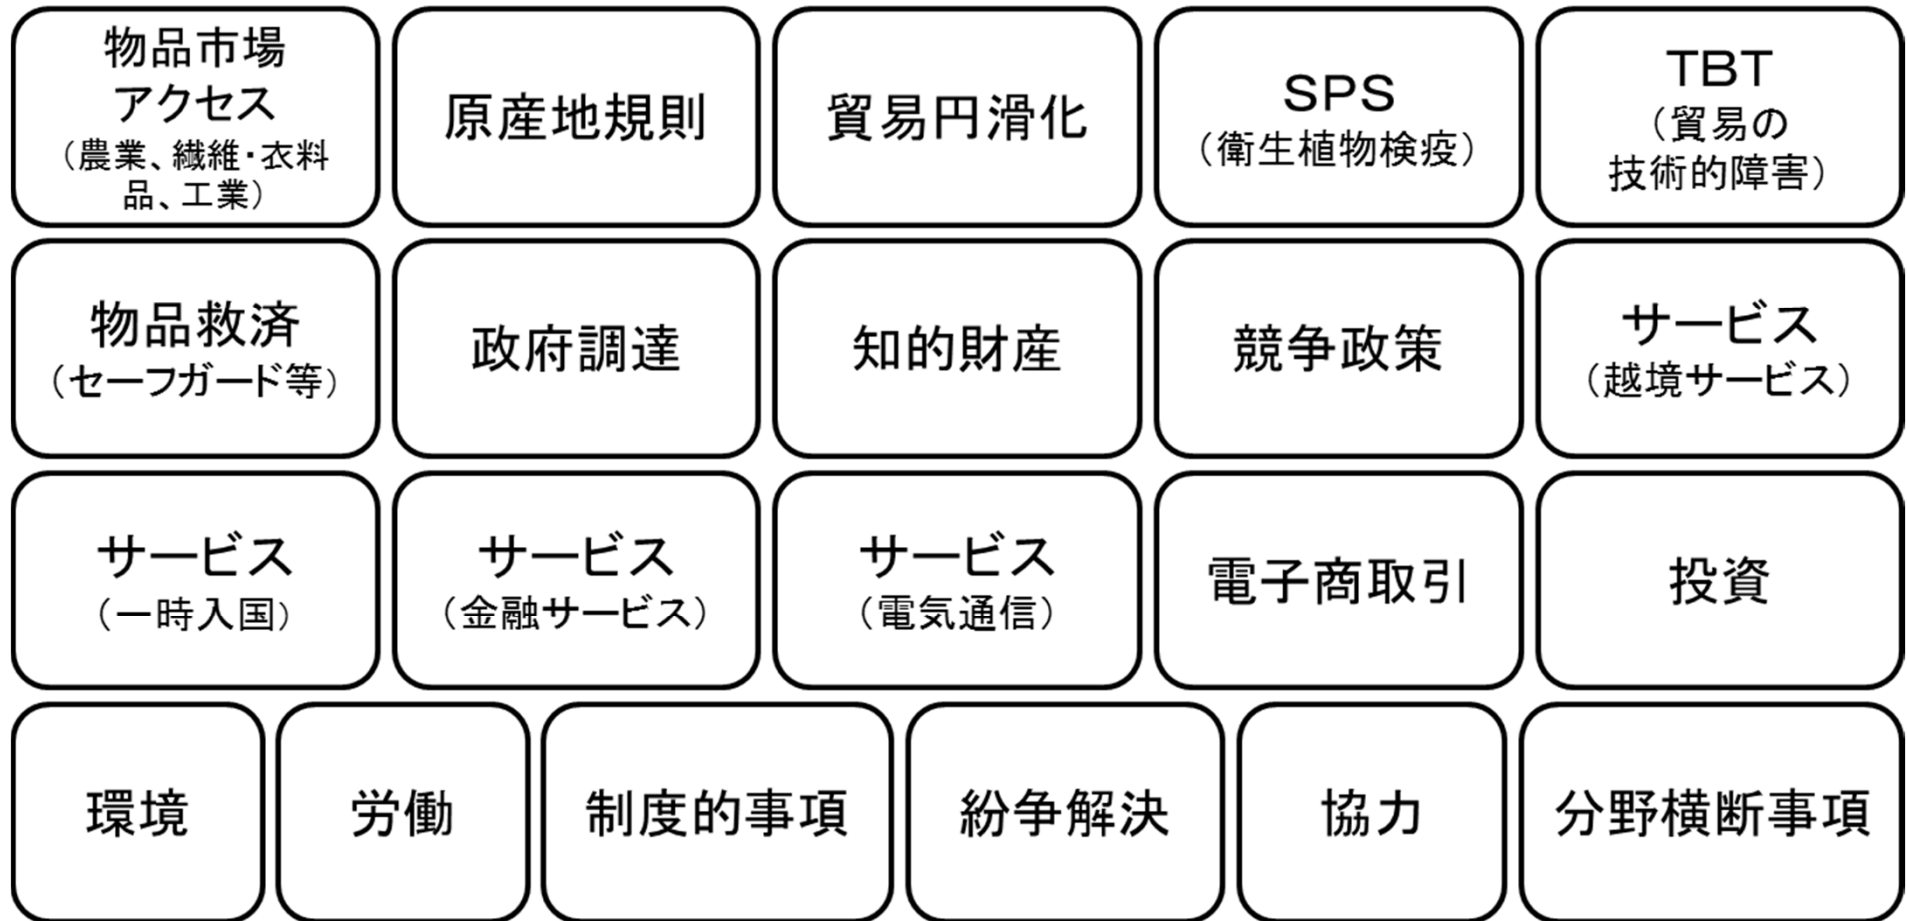 物品市場
アクセス
（農業、繊維・衣料
品、工業）
原産地規則
貿易円滑化
SPS
（衛生植物検疫）
TBT
（貿易の
技術的障害）
物品救済
（セーフガード等）
政府調達
知的財産
競争政策
サービス
（越境サービス）
サービス
（一時入国）
サービス
（金融サービス）
サービス
（電気通信）
電子商取引
投資
環境
労働
制度的事項
紛争解決
協力
分野横断事項